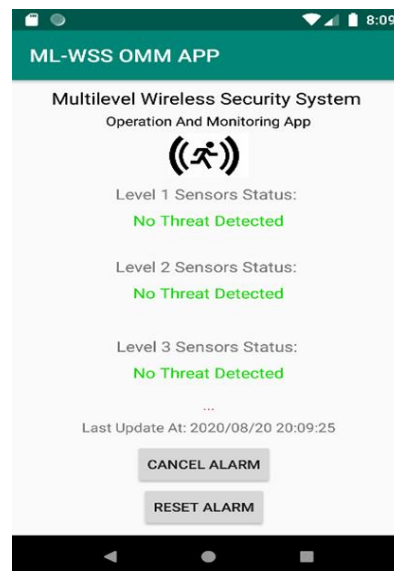 8:09
ML-WSS OMM APP
Multilevel Wireless Security System
Operation And Monitoring App
Level 1 Sensors Status:
No Threat Detected
Level 2 Sensors Status:
No Threat Detected
Level 3 Sensors Status:
No Threat Detected
...
Last Update At: 2020/08/20 20:09:25
CANCEL ALARM
RESET ALARM